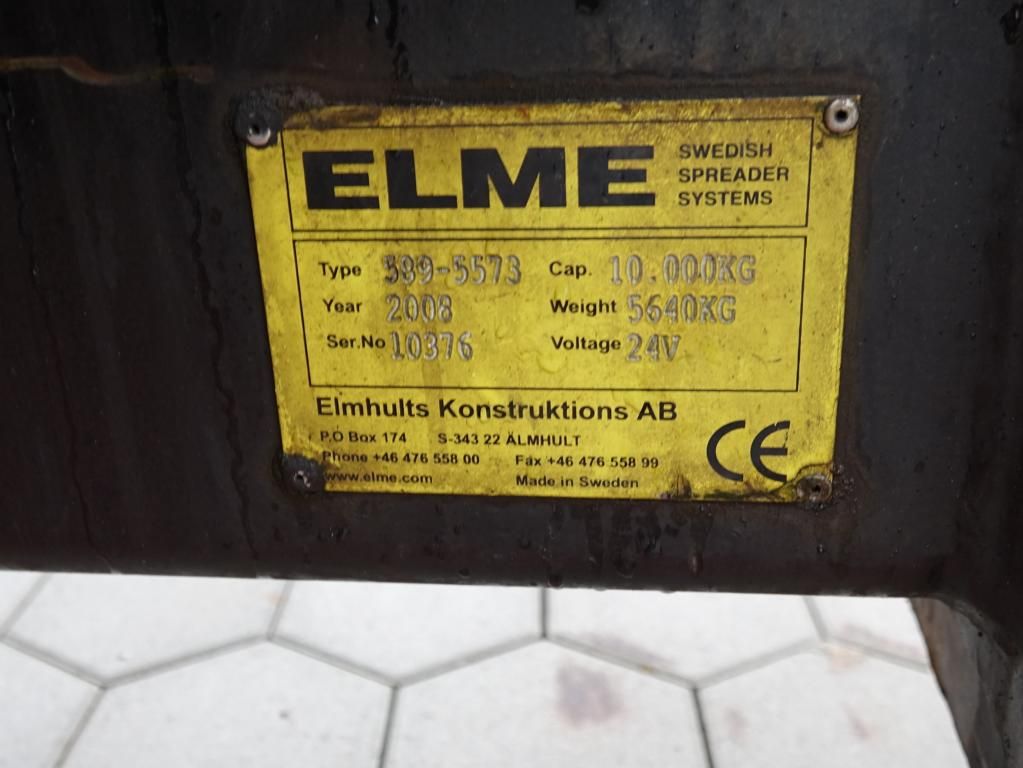 ELME
SWEDISH
SPREADER
SYSTEMS
Type 589-5573 Cap. 10.000KG
Year 2008 Weight 5640KG
Ser.No 10376 Voltage 24V
Elmhults Konstruktions AB
P.O Box 174 S-343 22 ÄLMHULT
Phone +46 476 558 00 Fax +46 476 558 99
www.elme.com Made in Sweden
CE